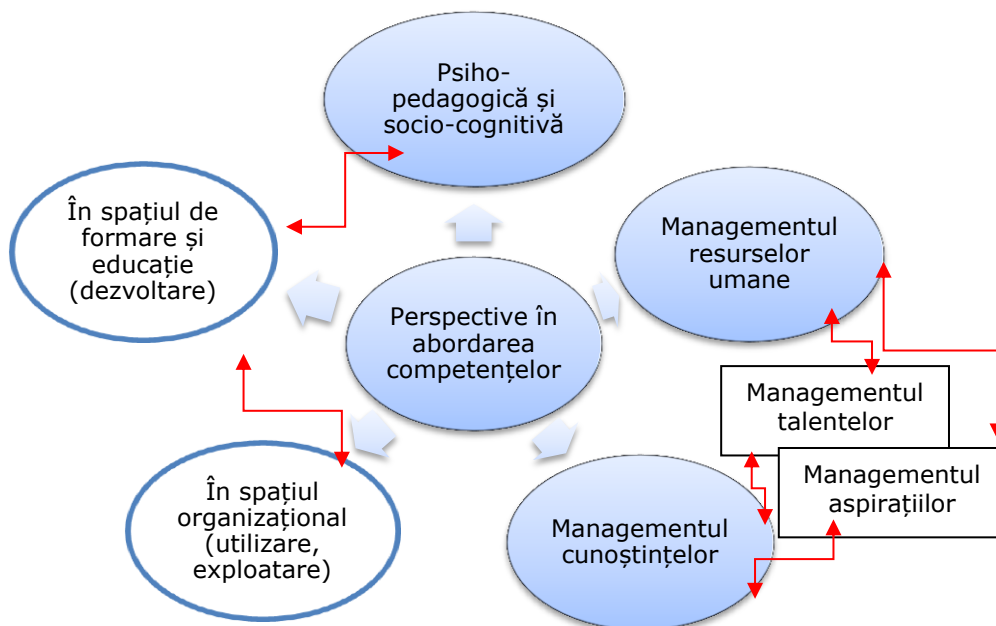 Psiho-
pedagogică și
socio-cognitivă
În spațiul de
formare și
educație
(dezvoltare)
Managementul
resurselor
umane
Perspective în
abordarea
competențelor
Managementul
talentelor
Managementul
aspirațiilor
În spațiul
organizațional
(utilizare,
exploatare)
Managementul
cunoștințelor